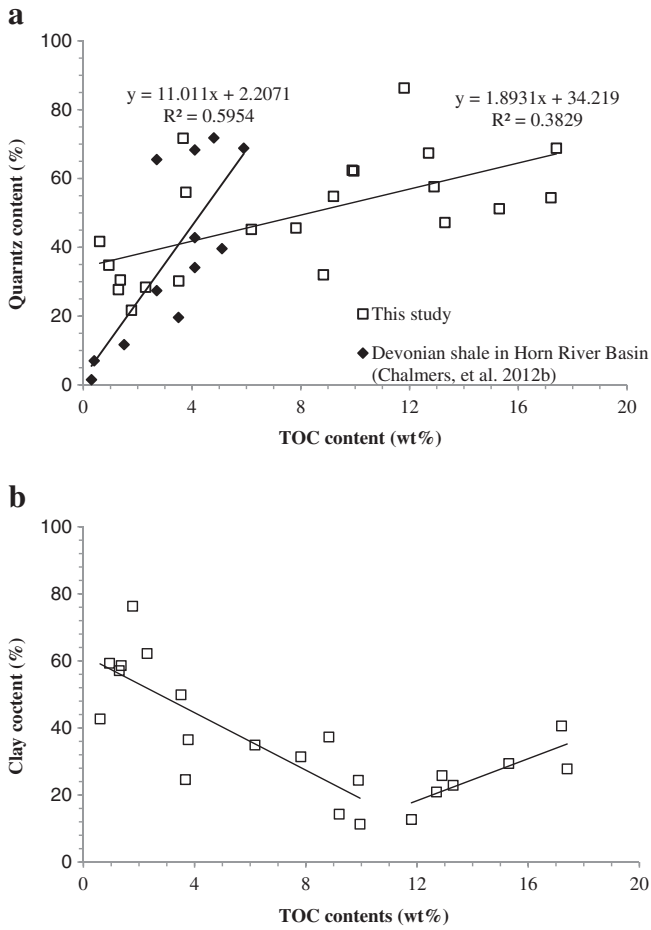 a
100
80
60
40
20
0
Quarntz content (%)
y = 11.011x + 2.2071
R² = 0.5954
y = 1.8931x + 34.219
R² = 0.3829
This study
Devonian shale in Horn River Basin
(Chalmers, et al. 2012b)
0 4 8 12 16 20
TOC content (wt%)
b
100
80
60
40
20
0
Clay coctent (%)
0 4 8 12 16 20
TOC contents (wt%)